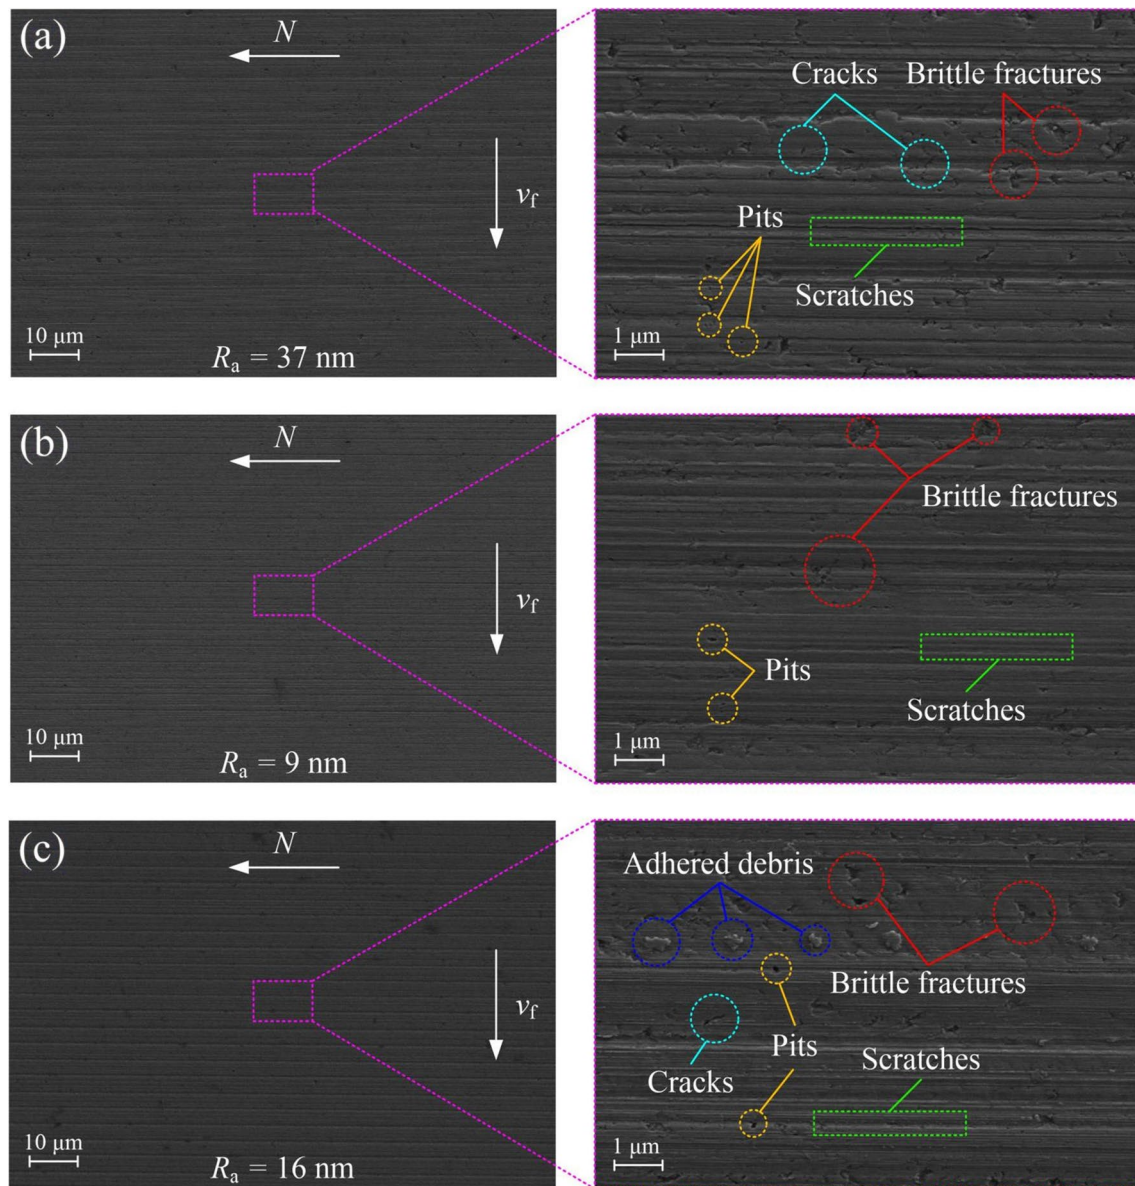 (a)
N
v_f
10 μm
R_a = 37 nm
Cracks
Brittle fractures
Pits
Scratches
1 μm
(b)
N
v_f
10 μm
R_a = 9 nm
Brittle fractures
Pits
Scratches
1 μm
(c)
N
v_f
10 μm
R_a = 16 nm
Adhered debris
Brittle fractures
Pits
Scratches
Cracks
1 μm